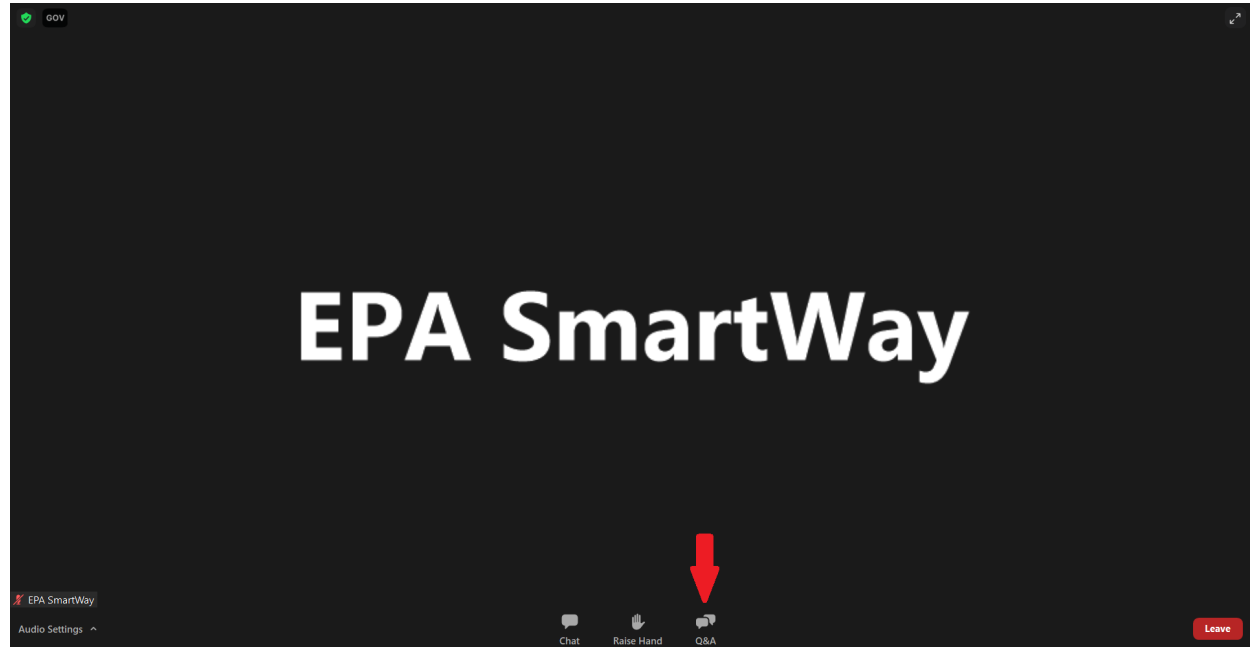 GOV
EPA SmartWay
EPA SmartWay
Audio Settings
Chat
Raise Hand
Q&A
Leave